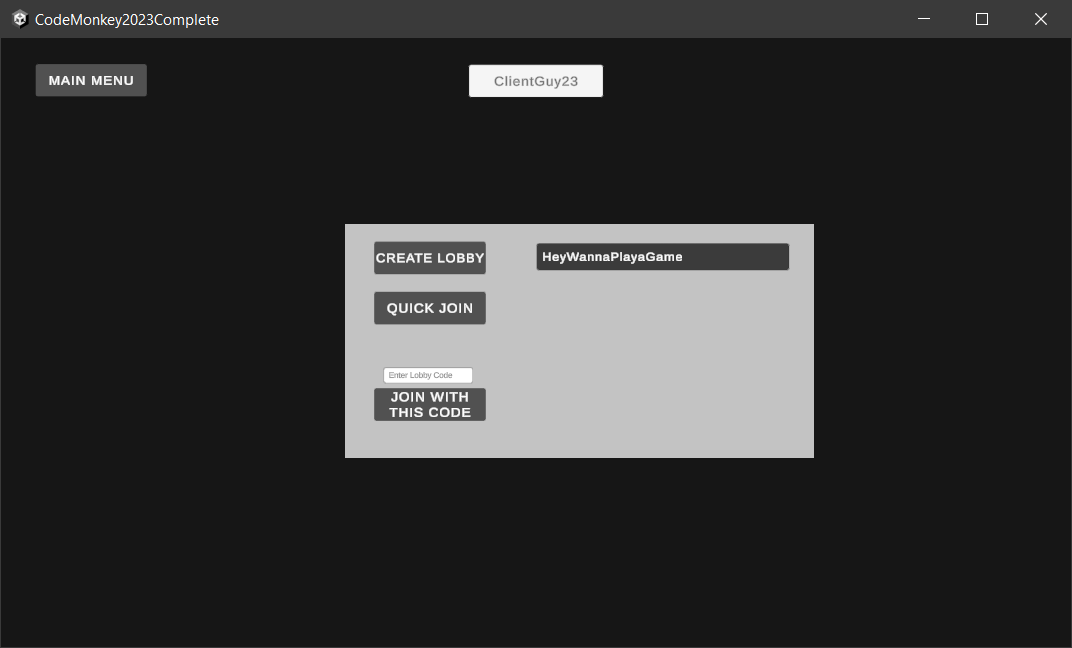 CodeMonkey2023Complete
MAIN MENU
ClientGuy23
CREATE LOBBY
HeyWannaPlayaGame
QUICK JOIN
Enter Lobby Code
JOIN WITH
THIS CODE